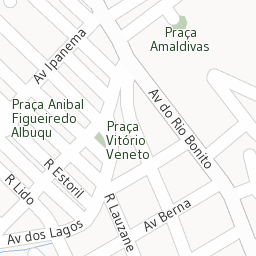 Praça
Amaldivas
Av Ipanema
Praça Anibal
Figueiredo
Albuqu
Praça
Vitório
Veneto
Av do Rio Bonito
R Estoril
R Lido
R Lauzane
Av Berna
Av dos Lagos